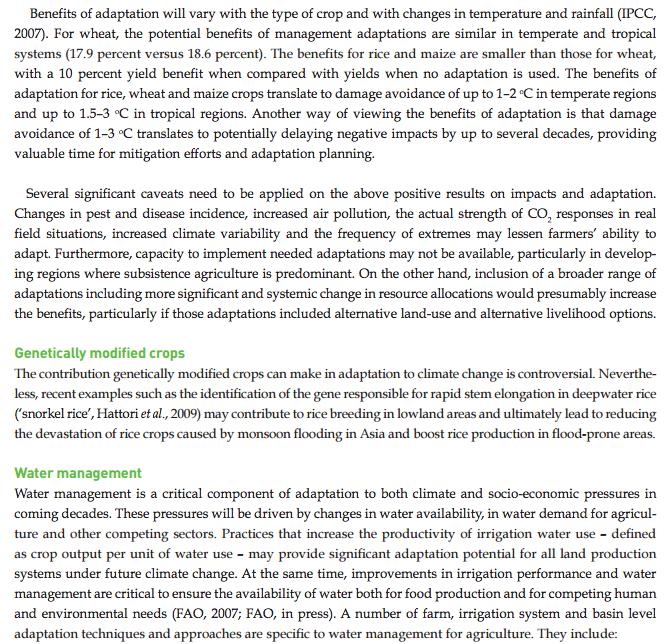 Benefits of adaptation will vary with the type of crop and with changes in temperature and rainfall (IPCC,
2007). For wheat, the potential benefits of management adaptations are similar in temperate and tropical
systems (17.9 percent versus 18.6 percent). The benefits for rice and maize are smaller than those for wheat,
with a 10 percent yield benefit when compared with yields when no adaptation is used. The benefits of
adaptation for rice, wheat and maize crops translate to damage avoidance of up to 1–2 °C in temperate regions
and up to 1.5–3 °C in tropical regions. Another way of viewing the benefits of adaptation is that damage
avoidance of 1–3 °C translates to potentially delaying negative impacts by up to several decades, providing
valuable time for mitigation efforts and adaptation planning.
Several significant caveats need to be applied on the above positive results on impacts and adaptation.
Changes in pest and disease incidence, increased air pollution, the actual strength of CO₂ responses in real
field situations, increased climate variability and the frequency of extremes may lessen farmers' ability to
adapt. Furthermore, capacity to implement needed adaptations may not be available, particularly in develop-
ing regions where subsistence agriculture is predominant. On the other hand, inclusion of a broader range of
adaptations including more significant and systemic change in resource allocations would presumably increase
the benefits, particularly if those adaptations included alternative land-use and alternative livelihood options.
Genetically modified crops
The contribution genetically modified crops can make in adaptation to climate change is controversial. Neverthe-
less, recent examples such as the identification of the gene responsible for rapid stem elongation in deepwater rice
('snorkel rice', Hattori et al., 2009) may contribute to rice breeding in lowland areas and ultimately lead to reducing
the devastation of rice crops caused by monsoon flooding in Asia and boost rice production in flood-prone areas.
Water management
Water management is a critical component of adaptation to both climate and socio-economic pressures in
coming decades. These pressures will be driven by changes in water availability, in water demand for agricul-
ture and other competing sectors. Practices that increase the productivity of irrigation water use – defined
as crop output per unit of water use – may provide significant adaptation potential for all land production
systems under future climate change. At the same time, improvements in irrigation performance and water
management are critical to ensure the availability of water both for food production and for competing human
and environmental needs (FAO, 2007; FAO, in press). A number of farm, irrigation system and basin level
adaptation techniques and approaches are specific to water management for agriculture. They include: